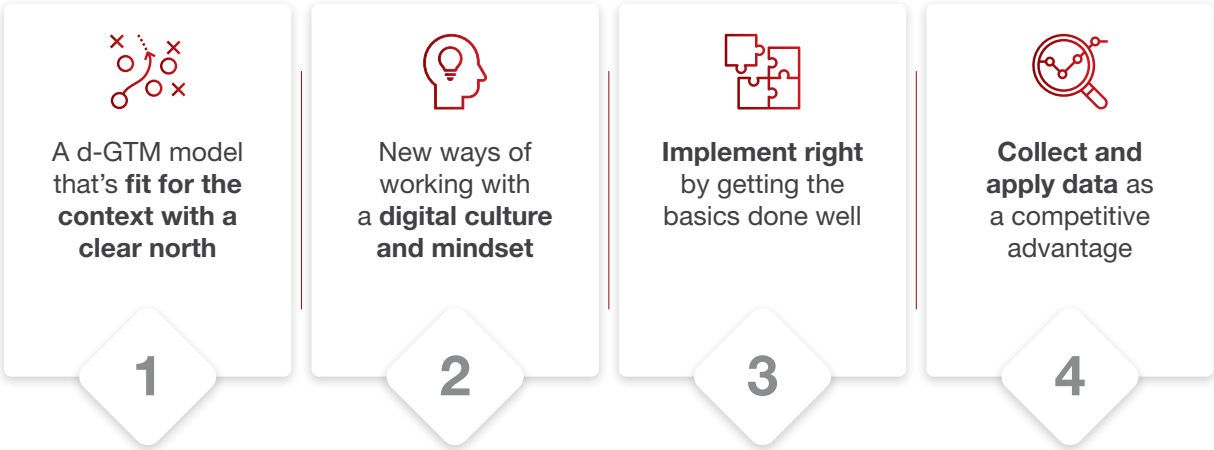 A d-GTM model
that’s fit for the
context with a
clear north
1
New ways of
working with
a digital culture
and mindset
2
Implement right
by getting the
basics done well
3
Collect and
apply data as
a competitive
advantage
4